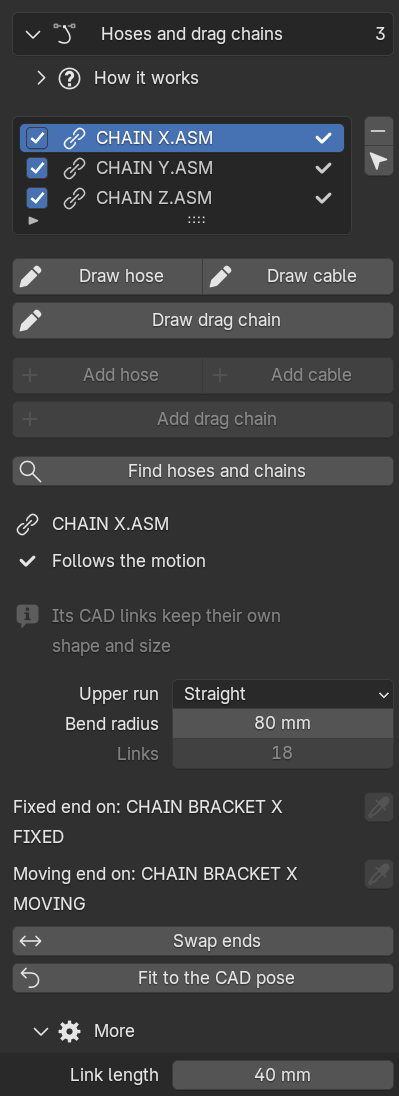 Hoses and drag chains 3
How it works
CHAIN X.ASM
CHAIN Y.ASM
CHAIN Z.ASM
Draw hose Draw cable
Draw drag chain
Add hose Add cable
Add drag chain
Find hoses and chains
CHAIN X.ASM
Follows the motion
Its CAD links keep their own
shape and size
Upper run Straight
Bend radius 80 mm
Links 18
Fixed end on: CHAIN BRACKET X
FIXED
Moving end on: CHAIN BRACKET X
MOVING
Swap ends
Fit to the CAD pose
More
Link length 40 mm